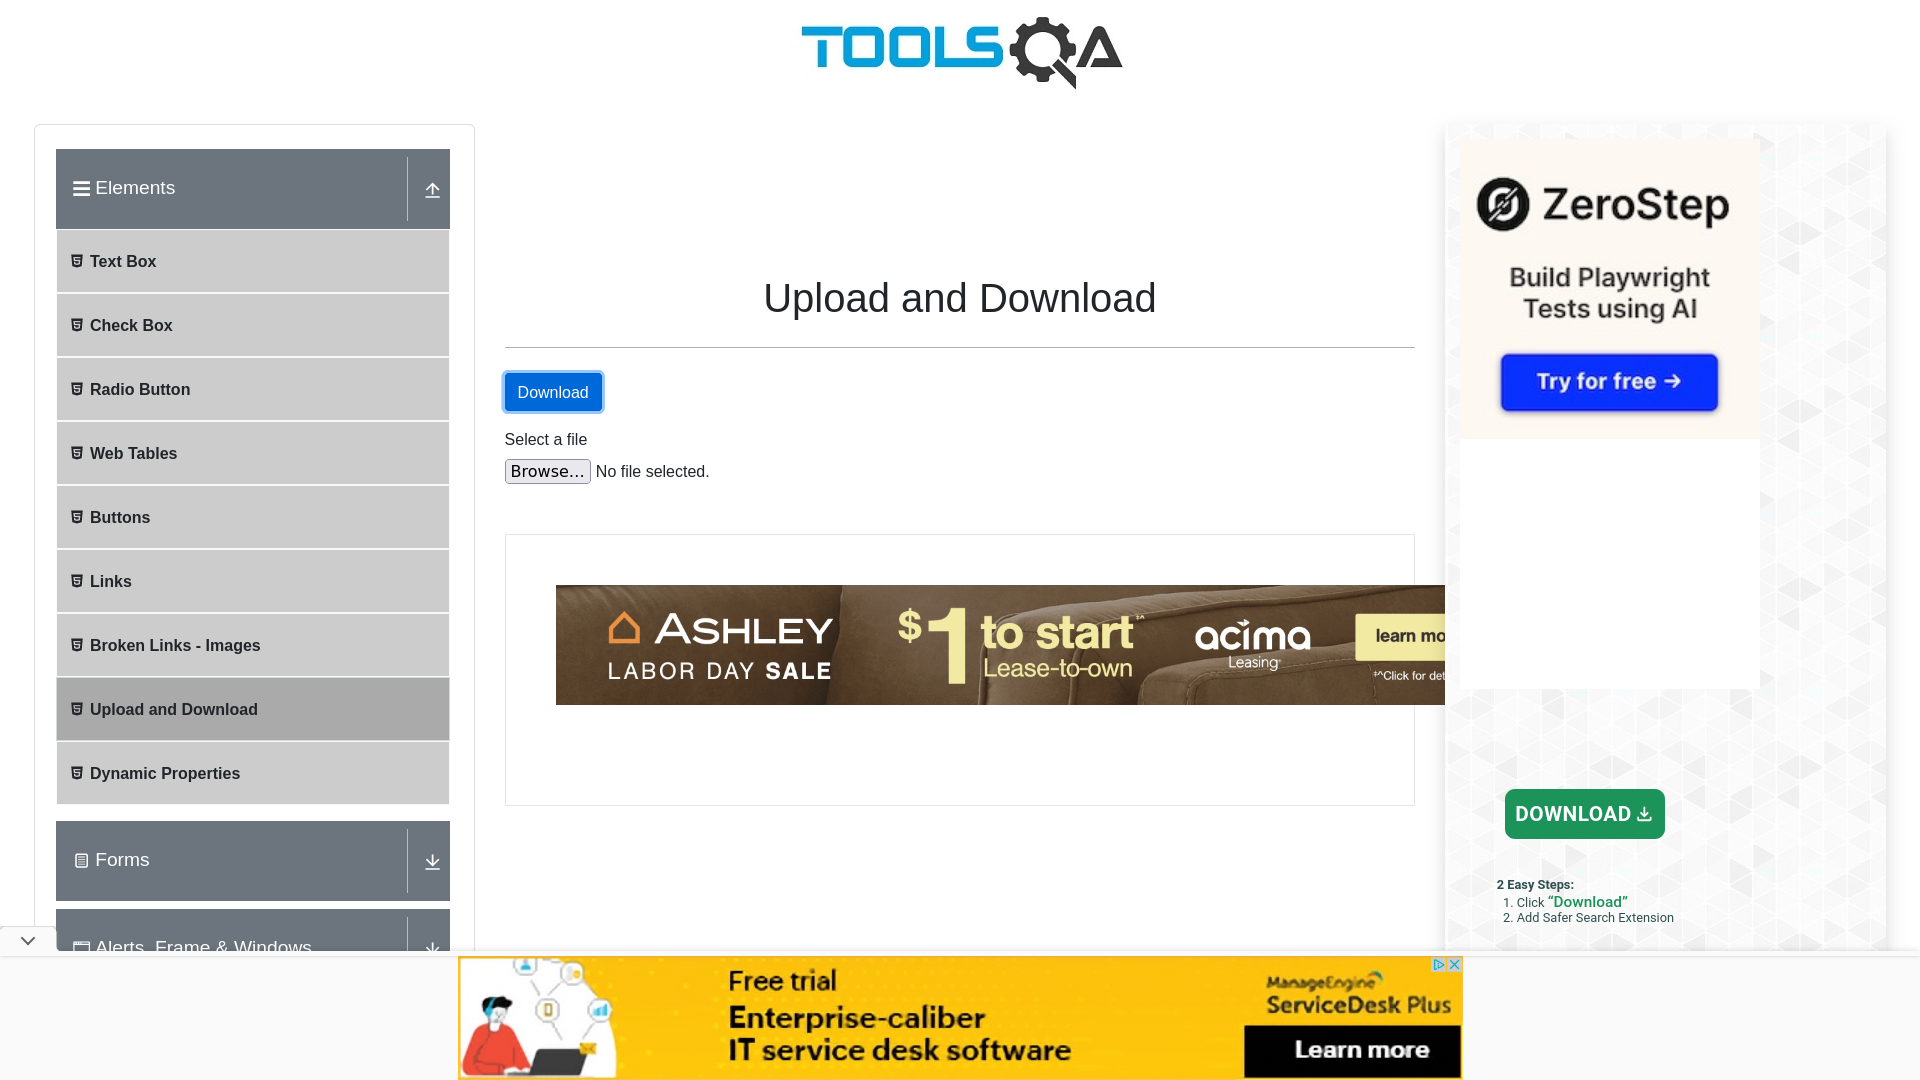 TOOLSQA
Elements
Text Box
Check Box
Radio Button
Web Tables
Buttons
Links
Broken Links - Images
Upload and Download
Dynamic Properties
Forms
Alerts, Frame & Windows
Upload and Download
Download
Select a file
Browse... No file selected.
ASHLEY
LABOR DAY SALE
$1 to start‡^
Lease-to-own
acima
Leasing
learn mo
‡^Click for det
ZeroStep
Build Playwright
Tests using AI
Try for free →
DOWNLOAD
2 Easy Steps:
1. Click “Download”
2. Add Safer Search Extension
Free trial
Enterprise-caliber
IT service desk software
ManageEngine
ServiceDesk Plus
Learn more